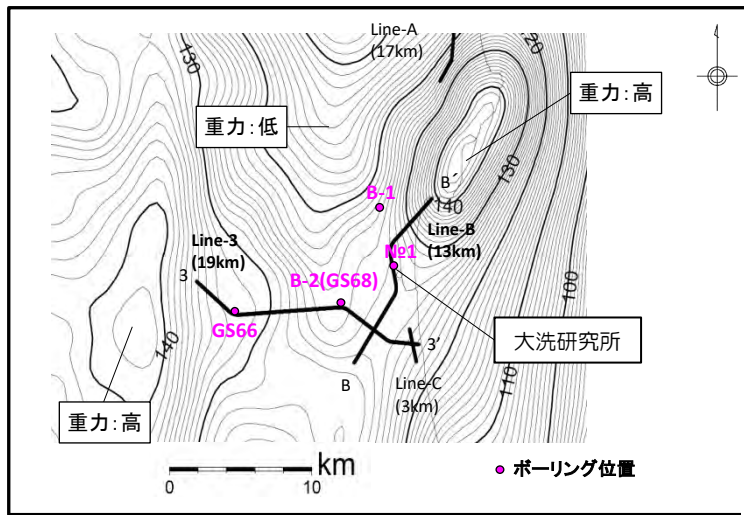 Line-A
(17km)
130
120
重力:高
重力:低
130
B-1
B´
140
Line-3
(19km)
Line-B
(13km)
№1
3
B-2(GS68)
100
GS66
大洗研究所
140
3’
B
Line-C
(3km)
110
重力:高
km
0
10
ボーリング位置